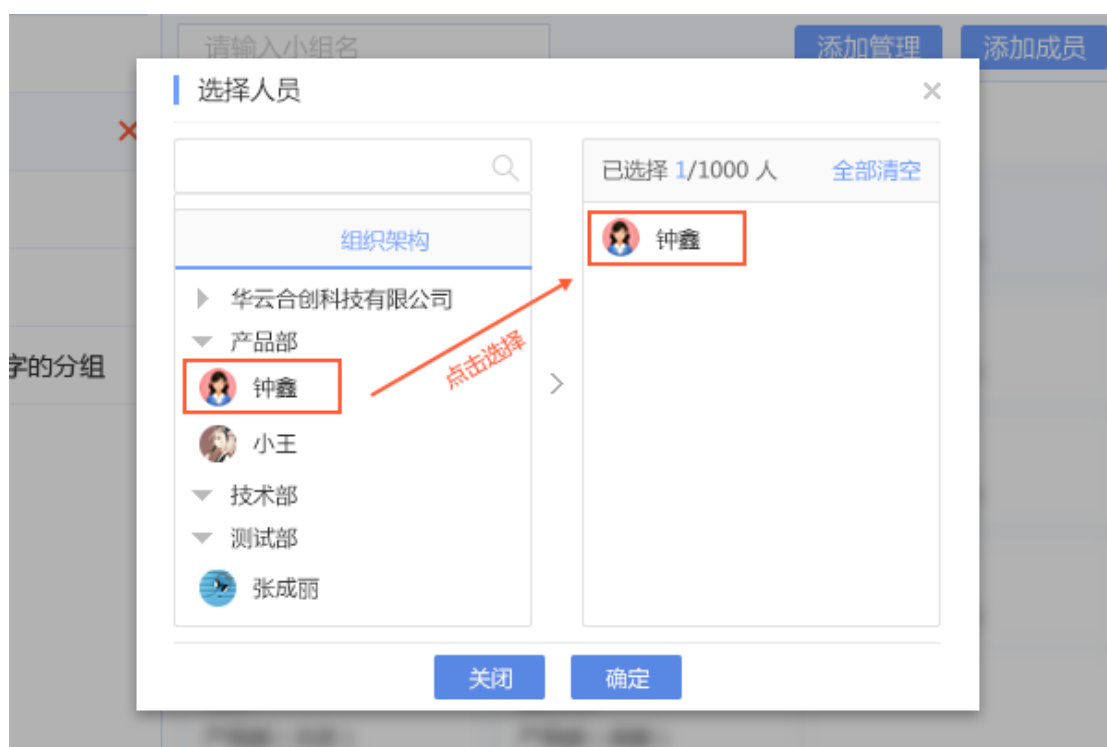 请输入小组名
添加管理
添加成员
选择人员
已选择 1/1000 人
全部清空
组织架构
钟鑫
华云合创科技有限公司
产品部
点击选择
字的分组
钟鑫
小王
技术部
测试部
张成丽
关闭
确定